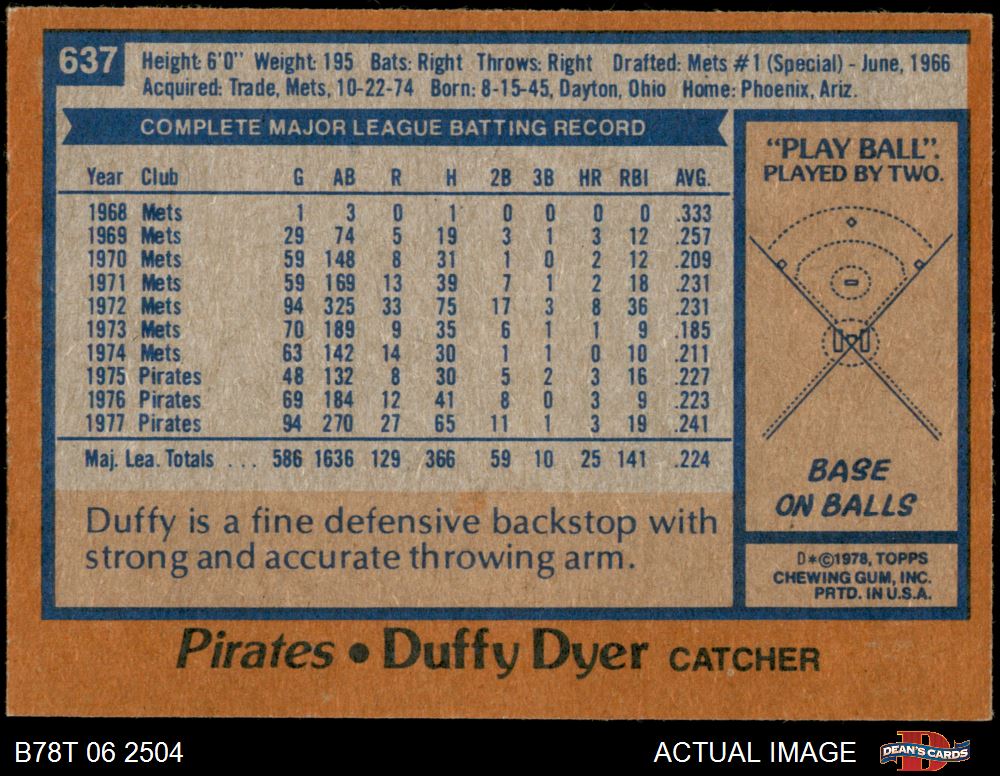 637
Height: 6'0" Weight: 195 Bats: Right Throws: Right Drafted: Mets #1 (Special) - June, 1966
Acquired: Trade, Mets, 10-22-74 Born: 8-15-45, Dayton, Ohio Home: Phoenix, Ariz.
COMPLETE MAJOR LEAGUE BATTING RECORD
Year Club G AB R H 2B 3B HR RBI AVG.
1968 Mets 1 3 0 1 0 0 0 0 .333
1969 Mets 29 74 5 19 3 1 3 12 .257
1970 Mets 59 148 8 31 1 0 2 12 .209
1971 Mets 59 169 13 39 7 1 2 18 .231
1972 Mets 94 325 33 75 17 3 8 36 .231
1973 Mets 70 189 9 35 6 1 1 9 .185
1974 Mets 63 142 14 30 1 1 0 10 .211
1975 Pirates 48 132 8 30 5 2 3 16 .227
1976 Pirates 69 184 12 41 8 0 3 9 .223
1977 Pirates 94 270 27 65 11 1 3 19 .241
Maj. Lea. Totals ... 586 1636 129 366 59 10 25 141 .224
Duffy is a fine defensive backstop with
strong and accurate throwing arm.
"PLAY BALL".
PLAYED BY TWO.
BASE
ON BALLS
D*©1978, TOPPS
CHEWING GUM, INC.
PRTD. IN U.S.A.
Pirates • Duffy Dyer CATCHER
B78T 06 2504
ACTUAL IMAGE
D
DEAN'S CARDS